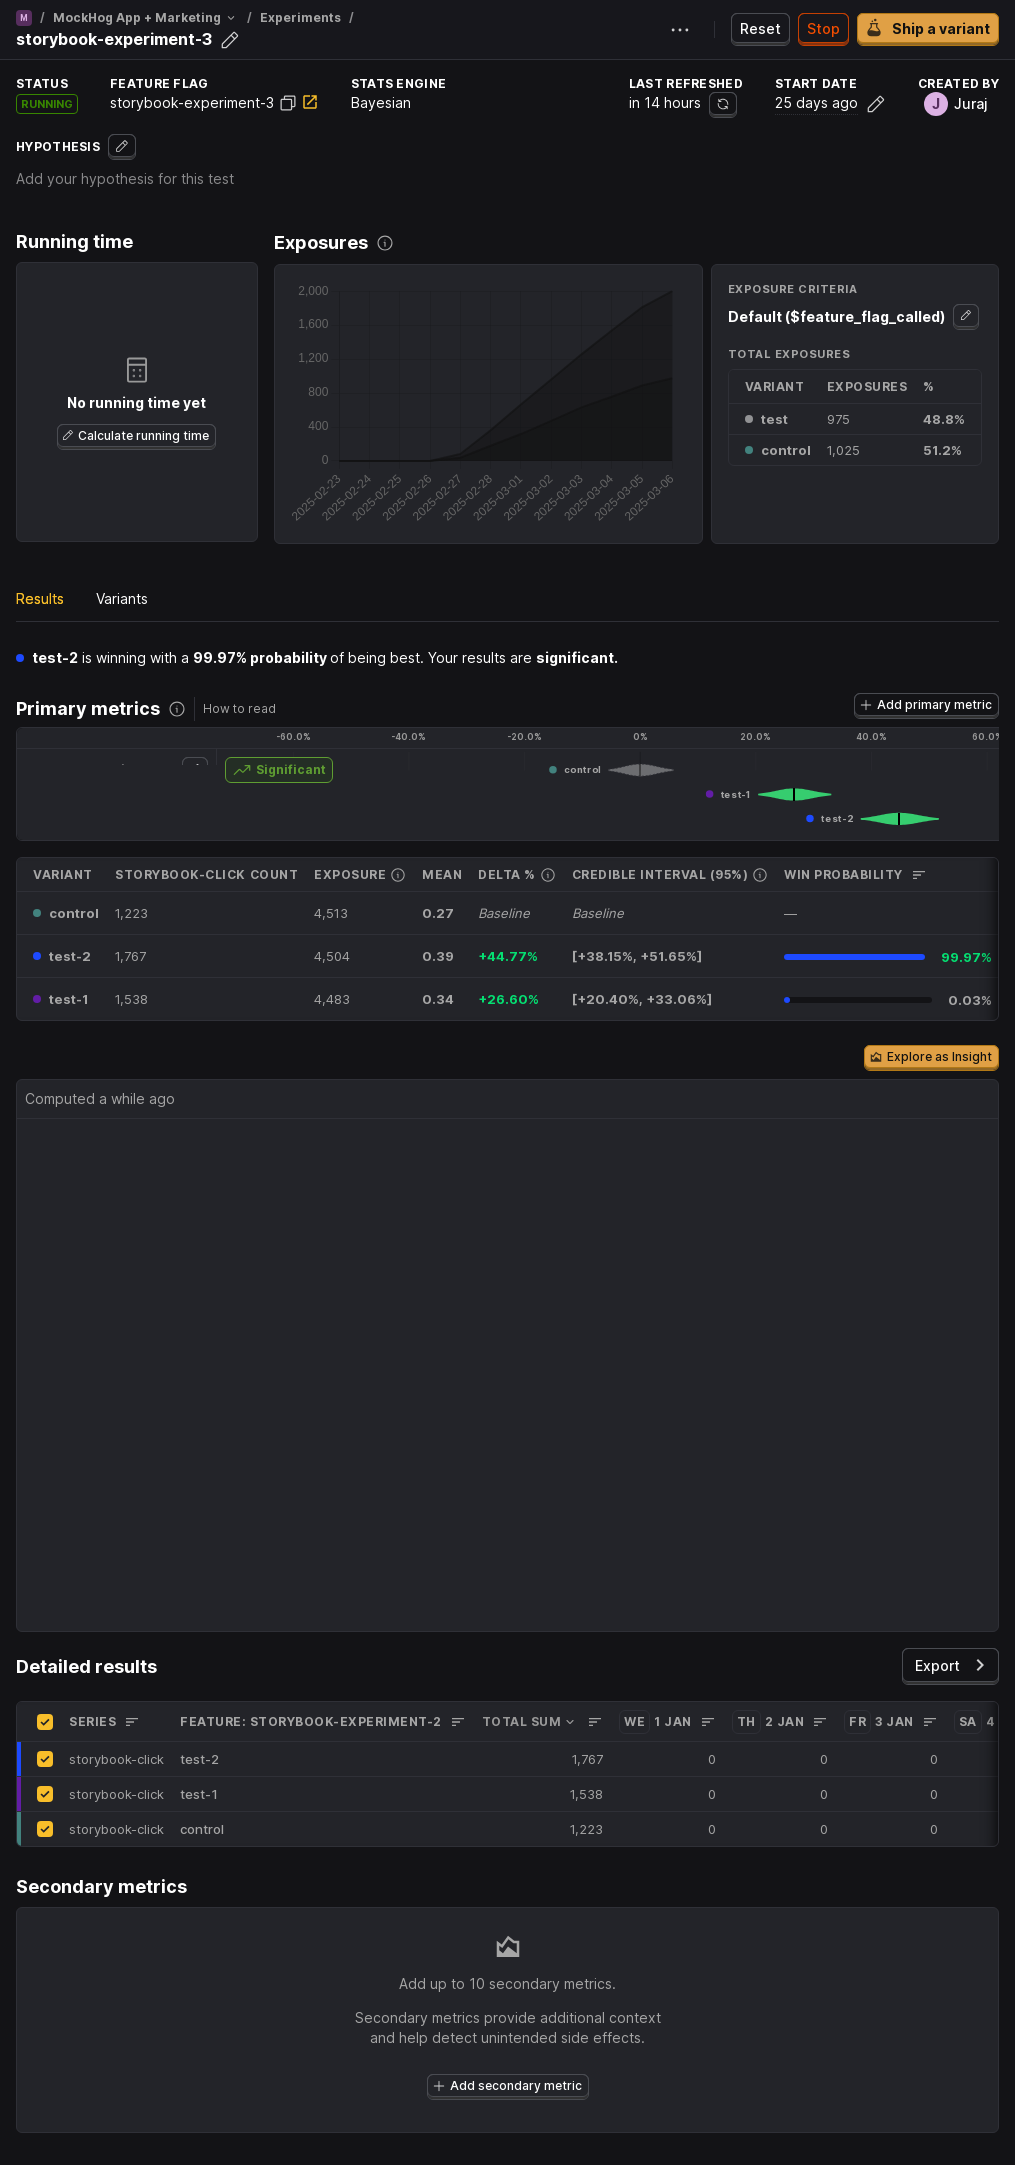 M / MockHog App + Marketing / Experiments /
storybook-experiment-3
Reset
Stop
Ship a variant
STATUS
RUNNING
FEATURE FLAG
storybook-experiment-3
STATS ENGINE
Bayesian
LAST REFRESHED
in 14 hours
START DATE
25 days ago
CREATED BY
J Juraj
HYPOTHESIS
Add your hypothesis for this test
Running time
No running time yet
Calculate running time
Exposures
2,000
1,600
1,200
800
400
0
2025-02-23
2025-02-24
2025-02-25
2025-02-26
2025-02-27
2025-02-28
2025-03-01
2025-03-02
2025-03-03
2025-03-04
2025-03-05
2025-03-06
EXPOSURE CRITERIA
Default ($feature_flag_called)
TOTAL EXPOSURES
VARIANT EXPOSURES %
test 975 48.8%
control 1,025 51.2%
Results Variants
test-2 is winning with a 99.97% probability of being best. Your results are significant.
Primary metrics
How to read
Add primary metric
-60.0% -40.0% -20.0% 0% 20.0% 40.0% 60.0%
Significant
control
test-1
test-2
VARIANT STORYBOOK-CLICK COUNT EXPOSURE MEAN DELTA % CREDIBLE INTERVAL (95%) WIN PROBABILITY
control 1,223 4,513 0.27 Baseline Baseline —
test-2 1,767 4,504 0.39 +44.77% [+38.15%, +51.65%] 99.97%
test-1 1,538 4,483 0.34 +26.60% [+20.40%, +33.06%] 0.03%
Explore as Insight
Computed a while ago
Detailed results
Export
SERIES FEATURE: STORYBOOK-EXPERIMENT-2 TOTAL SUM WE 1 JAN TH 2 JAN FR 3 JAN SA 4
storybook-click test-2 1,767 0 0 0
storybook-click test-1 1,538 0 0 0
storybook-click control 1,223 0 0 0
Secondary metrics
Add up to 10 secondary metrics.
Secondary metrics provide additional context
and help detect unintended side effects.
Add secondary metric